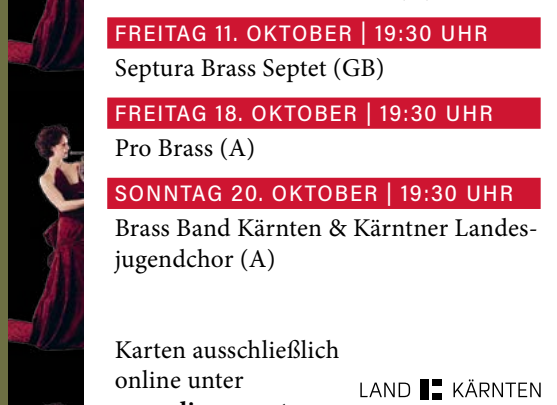 FREITAG 11. OKTOBER | 19:30 UHR
Septura Brass Septet (GB)
FREITAG 18. OKTOBER | 19:30 UHR
Pro Brass (A)
SONNTAG 20. OKTOBER | 19:30 UHR
Brass Band Kärnten & Kärntner Landes-
jugendchor (A)
Karten ausschließlich
online unter
LAND KÄRNTEN